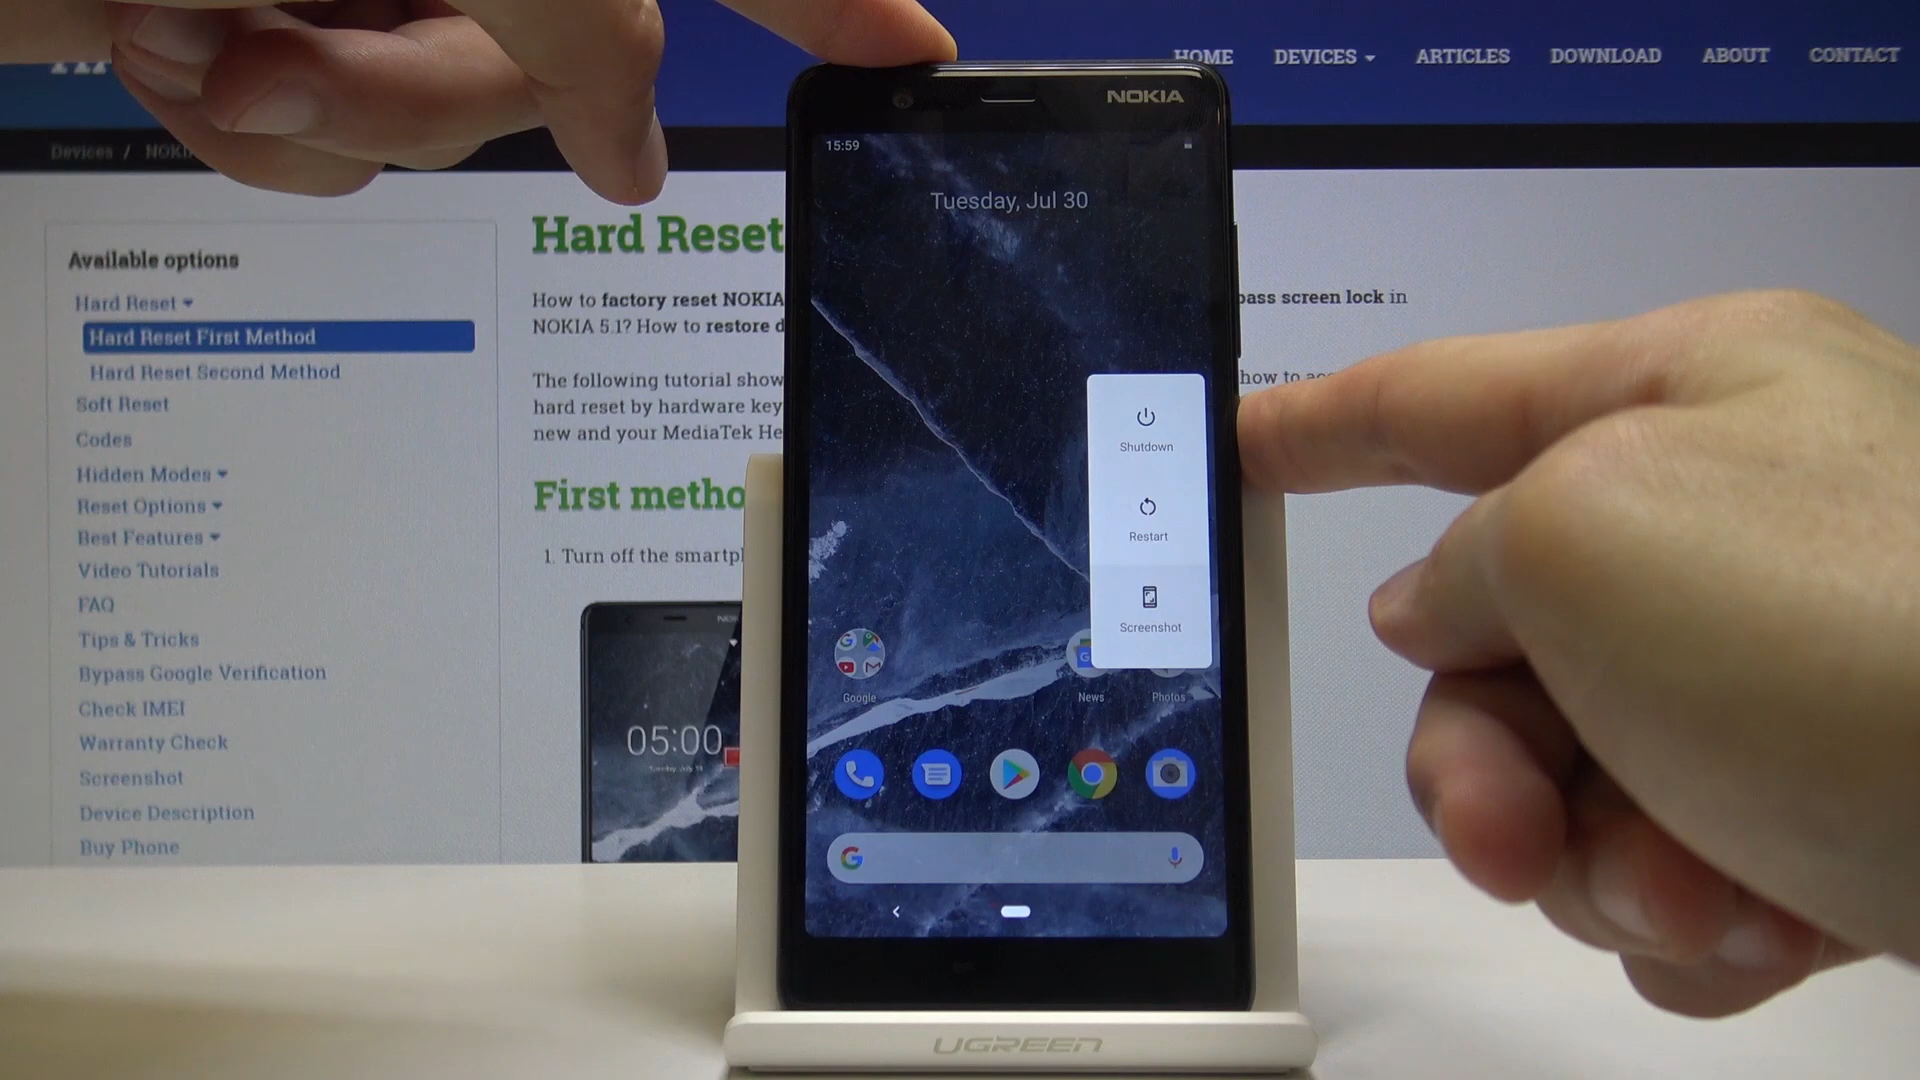 HOME DEVICES ARTICLES DOWNLOAD ABOUT CONTACT
Devices /
NOKIA
15:59
Tuesday, Jul 30
Shutdown
Restart
Screenshot
Google
News
Photos
UGREEN
Available options
Hard Reset
Hard Reset First Method
Hard Reset Second Method
Soft Reset
Codes
Hidden Modes
Reset Options
Best Features
Video Tutorials
FAQ
Tips & Tricks
Bypass Google Verification
Check IMEI
Warranty Check
Screenshot
Device Description
Buy Phone
Hard Reset
How to factory reset NOKIA
pass screen lock in
NOKIA 5.1? How to restore d
The following tutorial show
how to
hard reset by hardware key
new and your MediaTek He
First metho
1. Turn off the smartpl
05:00